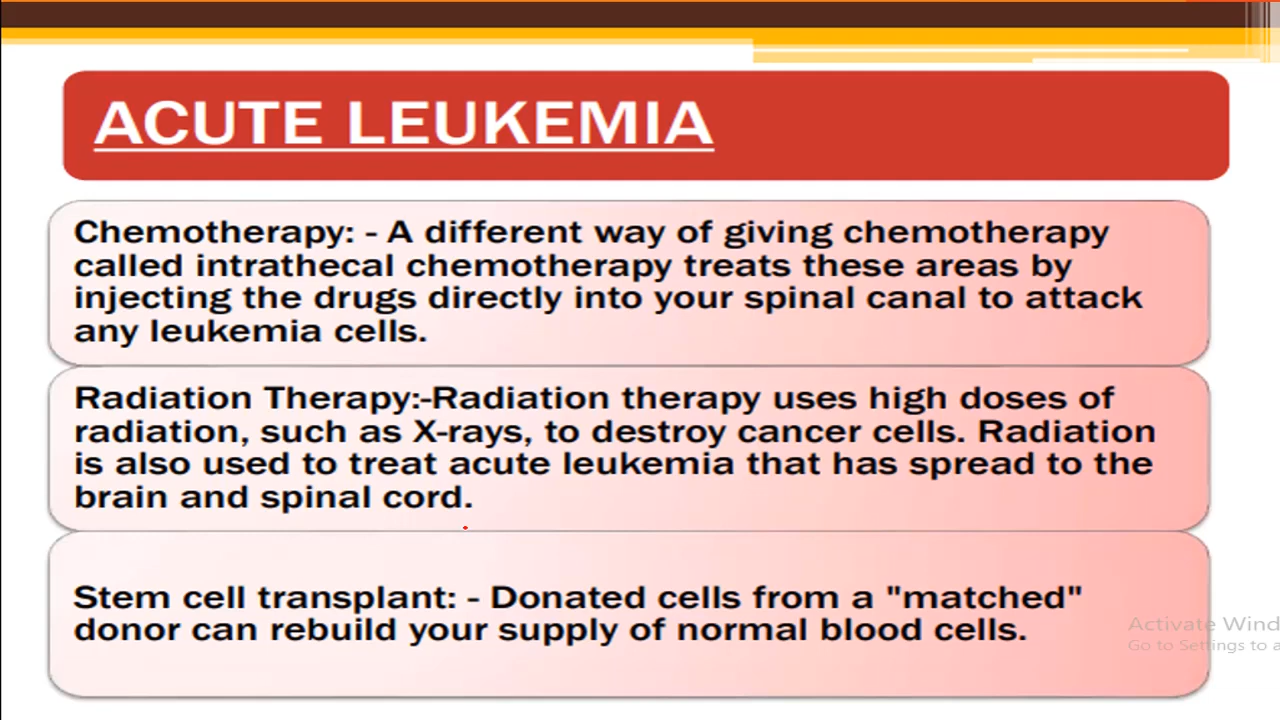 ACUTE LEUKEMIA
Chemotherapy: - A different way of giving chemotherapy
called intrathecal chemotherapy treats these areas by
injecting the drugs directly into your spinal canal to attack
any leukemia cells.
Radiation Therapy:-Radiation therapy uses high doses of
radiation, such as X-rays, to destroy cancer cells. Radiation
is also used to treat acute leukemia that has spread to the
brain and spinal cord.
Stem cell transplant: - Donated cells from a "matched"
donor can rebuild your supply of normal blood cells.
Activate Wind
Go to Settings to a